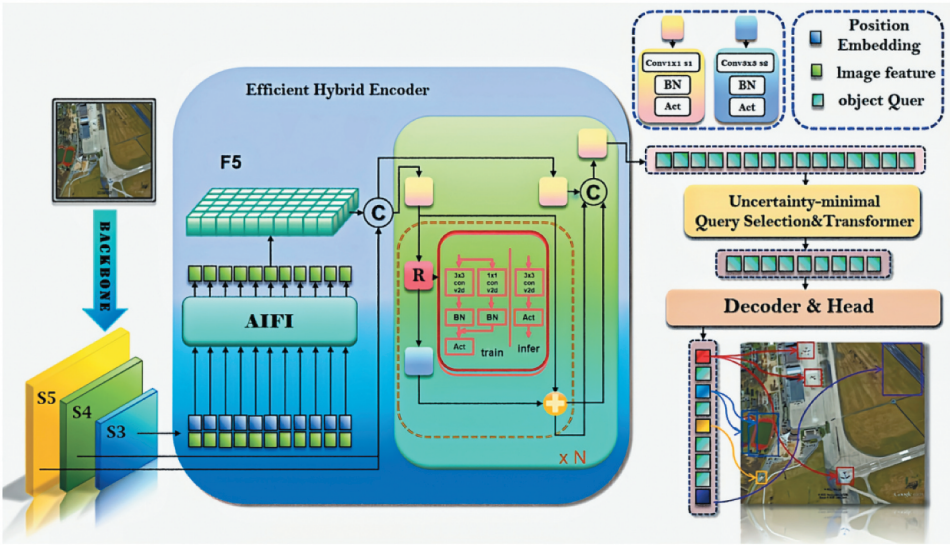 Efficient Hybrid Encoder
F5
BACKBONE
S5
S4
S3
AIFI
C
R
3x3
con
v2d
1x1
con
v2d
3x3
con
v2d
BN
BN
Act
Act
train
infer
x N
C
Conv1x1 s1
BN
Act
Conv3x3 s2
BN
Act
Position
Embedding
Image feature
object Quer
Uncertainty-minimal
Query Selection&Transformer
Decoder & Head